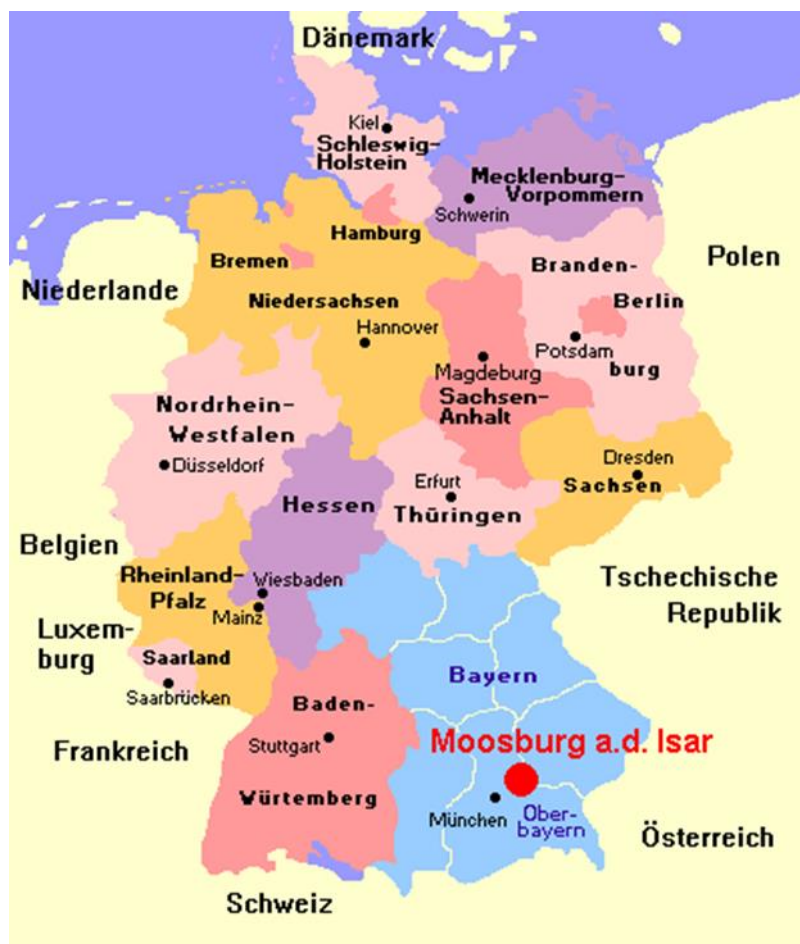 Dänemark
Kiel
Schleswig-
Holstein
Mecklenburg-
Vorpommern
Schwerin
Hamburg
Bremen
Polen
Branden-
Niederlande
Niedersachsen
Berlin
Hannover
Potsdam
burg
Magdeburg
Sachsen-
Anhalt
Nordrhein-
Westfalen
Düsseldorf
Dresden
Sachsen
Erfurt
Thüringen
Hessen
Belgien
Rheinland-
Pfalz
Wiesbaden
Mainz
Tschechische
Republik
Luxem-
burg
Saarland
Saarbrücken
Bayern
Baden-
Frankreich
Stuttgart
Moosburg a.d. Isar
Würtemberg
München
Ober-
bayern
Österreich
Schweiz